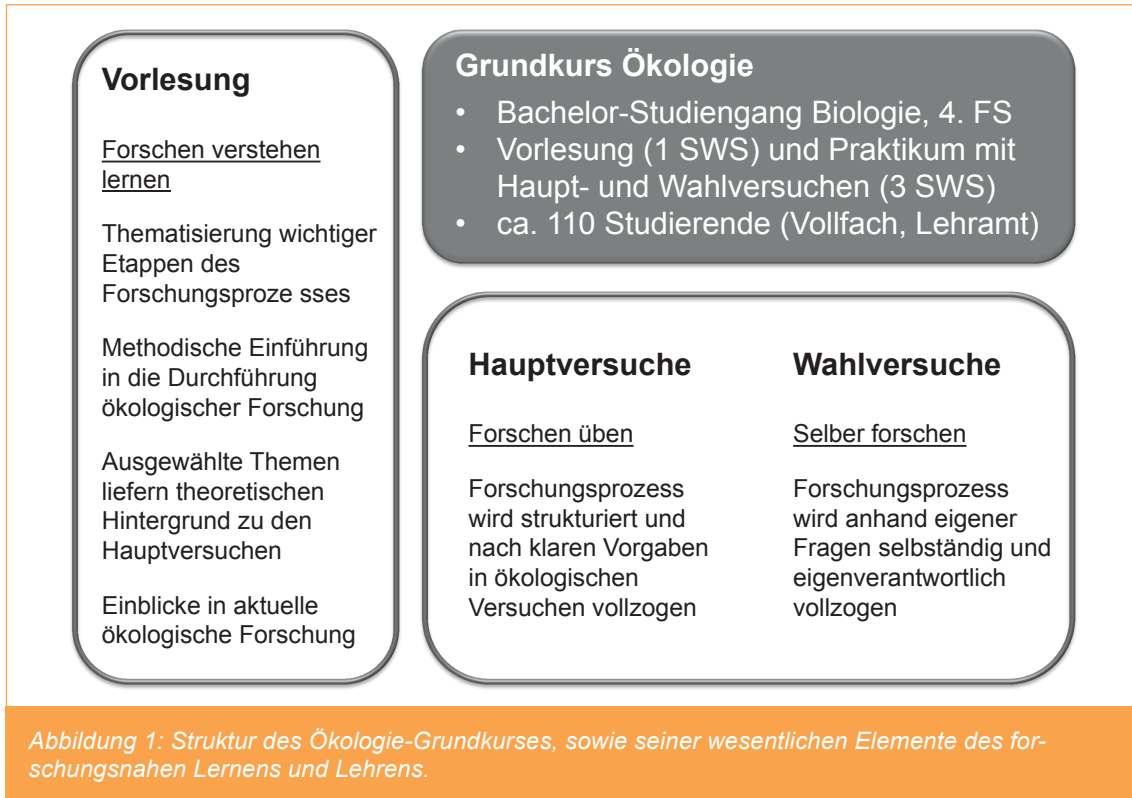 Vorlesung
Forschen verstehen
lernen
Thematisierung wichtiger
Etappen des
Forschungsproze sses
Methodische Einführung
in die Durchführung
ökologischer Forschung
Ausgewählte Themen
liefern theoretischen
Hintergrund zu den
Hauptversuchen
Einblicke in aktuelle
ökologische Forschung
Grundkurs Ökologie
• Bachelor-Studiengang Biologie, 4. FS
• Vorlesung (1 SWS) und Praktikum mit
Haupt- und Wahlversuchen (3 SWS)
• ca. 110 Studierende (Vollfach, Lehramt)
Hauptversuche
Forschen üben
Forschungsprozess
wird strukturiert und
nach klaren Vorgaben
in ökologischen
Versuchen vollzogen
Wahlversuche
Selber forschen
Forschungsprozess
wird anhand eigener
Fragen selbständig und
eigenverantwortlich
vollzogen
Abbildung 1: Struktur des Ökologie-Grundkurses, sowie seiner wesentlichen Elemente des for-
schungsnahen Lernens und Lehrens.